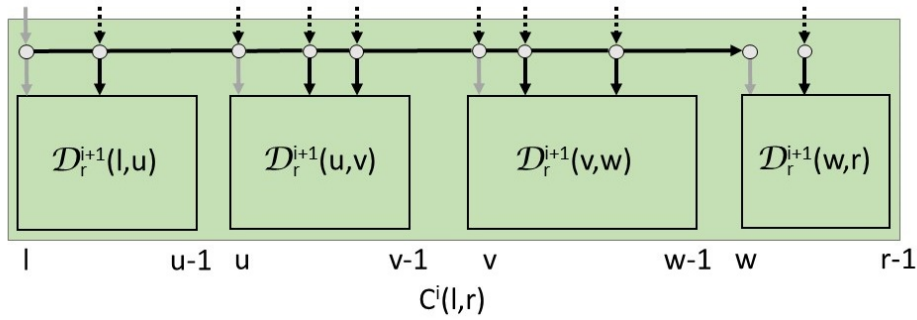 𝒟ᵣⁱ⁺¹(l,u) 𝒟ᵣⁱ⁺¹(u,v) 𝒟ᵣⁱ⁺¹(v,w) 𝒟ᵣⁱ⁺¹(w,r)
l u-1 u v-1 v w-1 w r-1
Cⁱ(l,r)